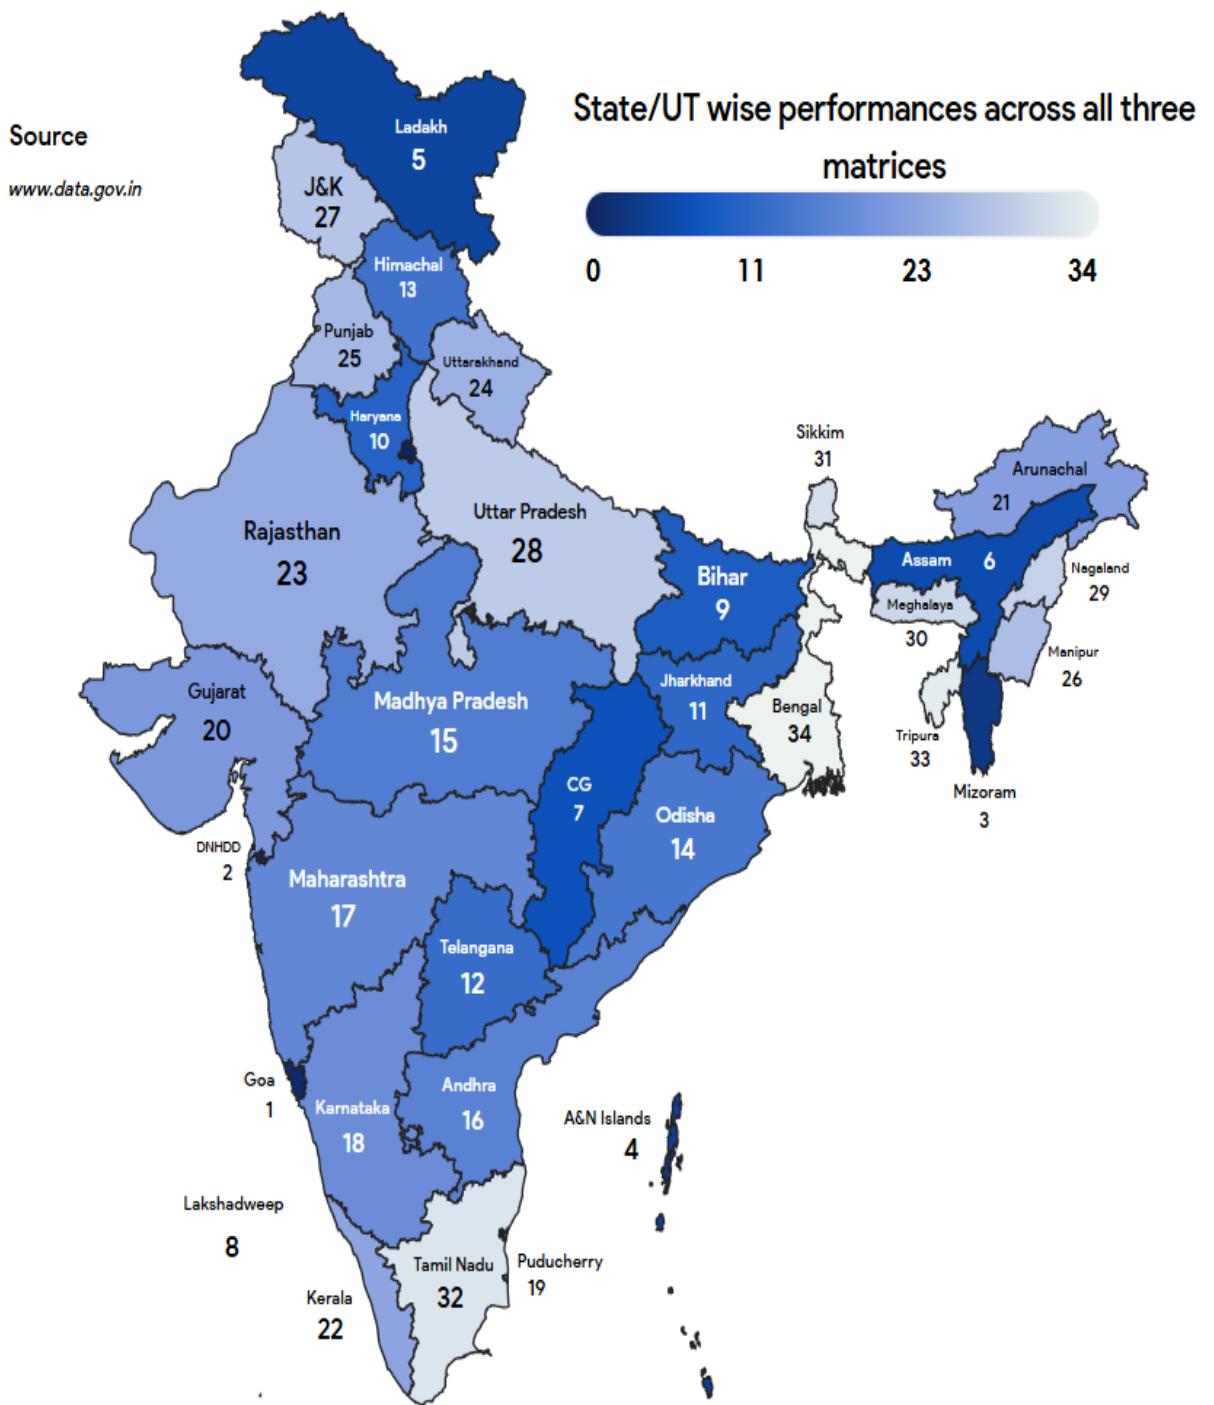 State/UT wise performances across all three
matrices
0 11 23 34
Source
www.data.gov.in
Ladakh
5
J&K
27
Himachal
13
Punjab
25
Uttarakhand
24
Haryana
10
Sikkim
31
Arunachal
21
Rajasthan
23
Uttar Pradesh
28
Bihar
9
Assam 6
Nagaland
29
Meghalaya
30
Manipur
26
Gujarat
20
Madhya Pradesh
15
Jharkhand
11
Bengal
34
Tripura
33
Mizoram
3
CG
7
Odisha
14
DNHDD
2
Maharashtra
17
Telangana
12
Goa
1
Karnataka
18
Andhra
16
A&N Islands
4
Lakshadweep
8
Tamil Nadu
32
Puducherry
19
Kerala
22